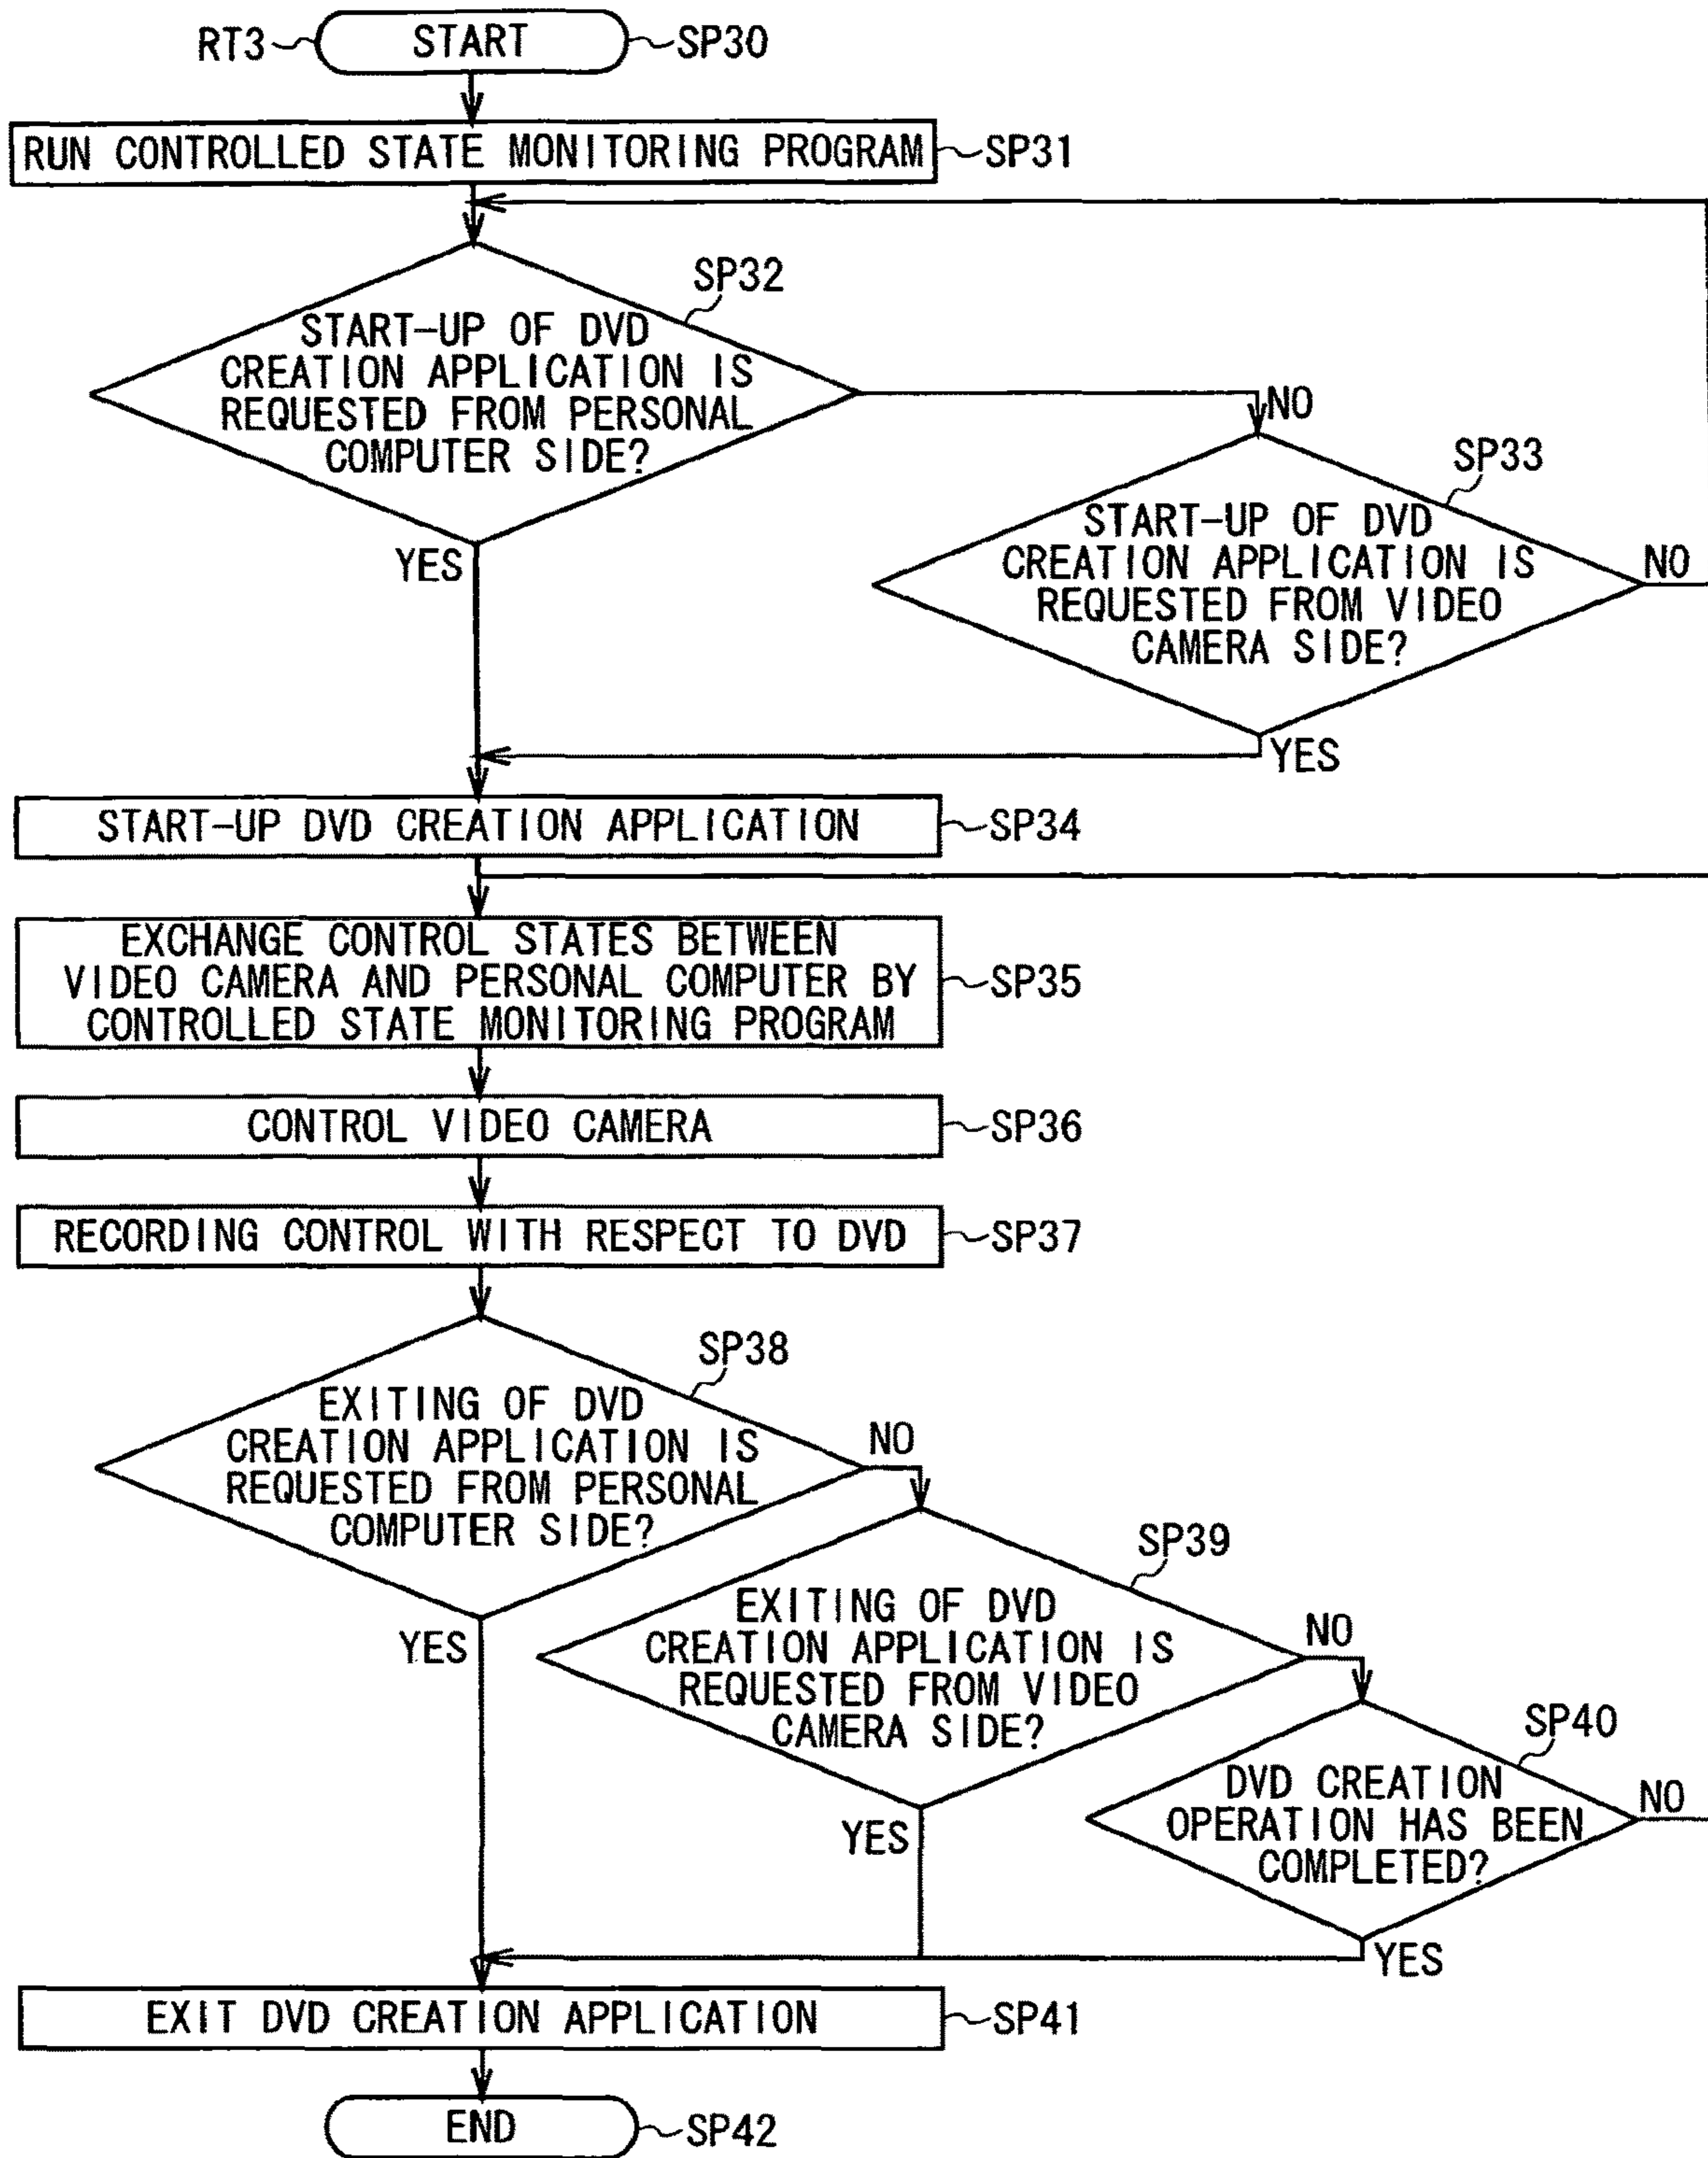 RT3
START
SP30
RUN CONTROLLED STATE MONITORING PROGRAM
SP31
SP32
START-UP OF DVD
CREATION APPLICATION IS
REQUESTED FROM PERSONAL
COMPUTER SIDE?
NO
YES
SP33
START-UP OF DVD
CREATION APPLICATION IS
REQUESTED FROM VIDEO
CAMERA SIDE?
NO
YES
START-UP DVD CREATION APPLICATION
SP34
EXCHANGE CONTROL STATES BETWEEN
VIDEO CAMERA AND PERSONAL COMPUTER BY
CONTROLLED STATE MONITORING PROGRAM
SP35
CONTROL VIDEO CAMERA
SP36
RECORDING CONTROL WITH RESPECT TO DVD
SP37
SP38
EXITING OF DVD
CREATION APPLICATION IS
REQUESTED FROM PERSONAL
COMPUTER SIDE?
NO
YES
SP39
EXITING OF DVD
CREATION APPLICATION IS
REQUESTED FROM VIDEO
CAMERA SIDE?
NO
YES
SP40
DVD CREATION
OPERATION HAS BEEN
COMPLETED?
NO
YES
EXIT DVD CREATION APPLICATION
SP41
END
SP42